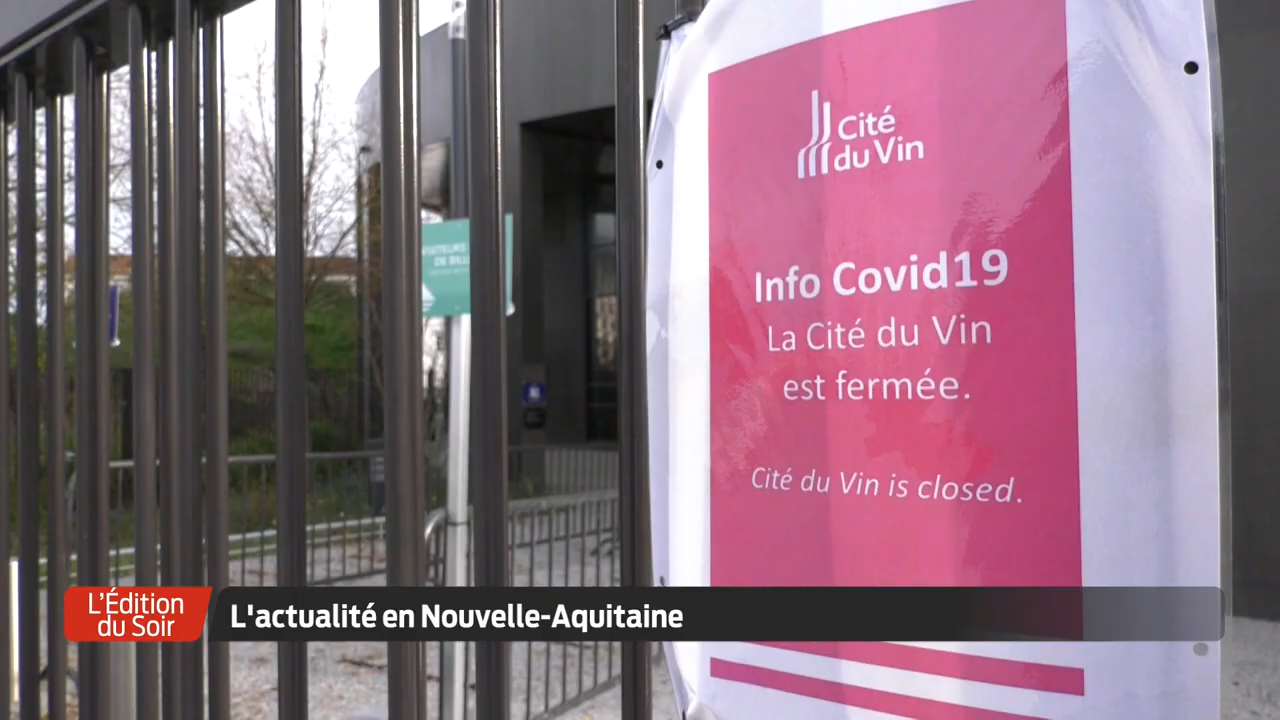 Cité
du Vin
Info Covid19
La Cité du Vin
est fermée.
Cité du Vin is closed.
DE
L'Édition
du Soir
L'actualité en Nouvelle-Aquitaine